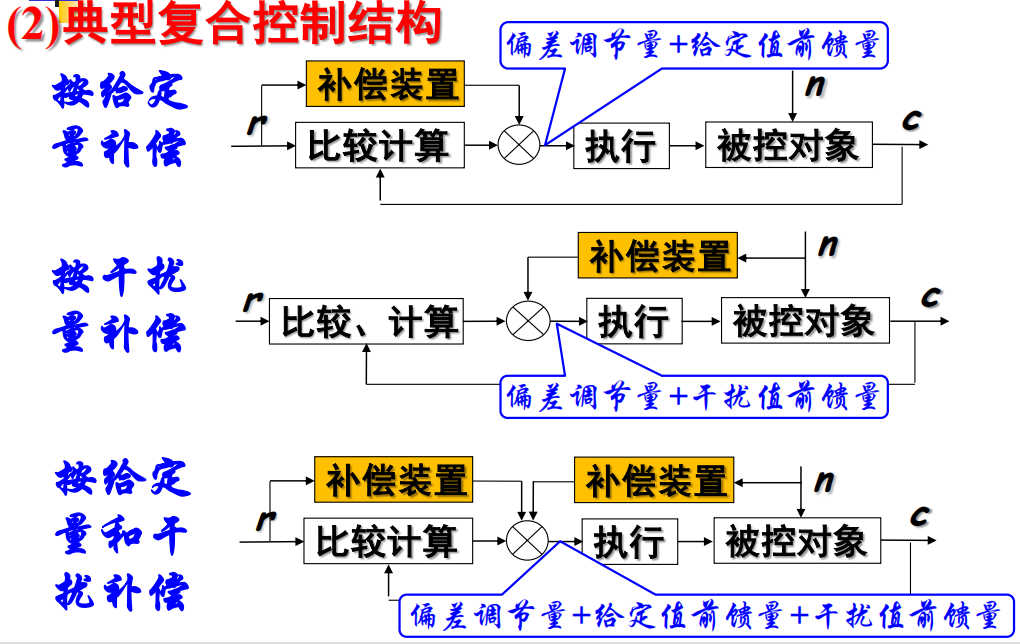 (2)典型复合控制结构
偏差调节量+给定值前馈量
按给定
量补偿
补偿装置
n
r
比较计算
执行
被控对象
c
按干扰
量补偿
补偿装置
n
r
比较、计算
执行
被控对象
c
偏差调节量+干扰值前馈量
按给定
量和干
扰补偿
补偿装置
补偿装置
n
r
比较计算
执行
被控对象
c
偏差调节量+给定值前馈量+干扰值前馈量